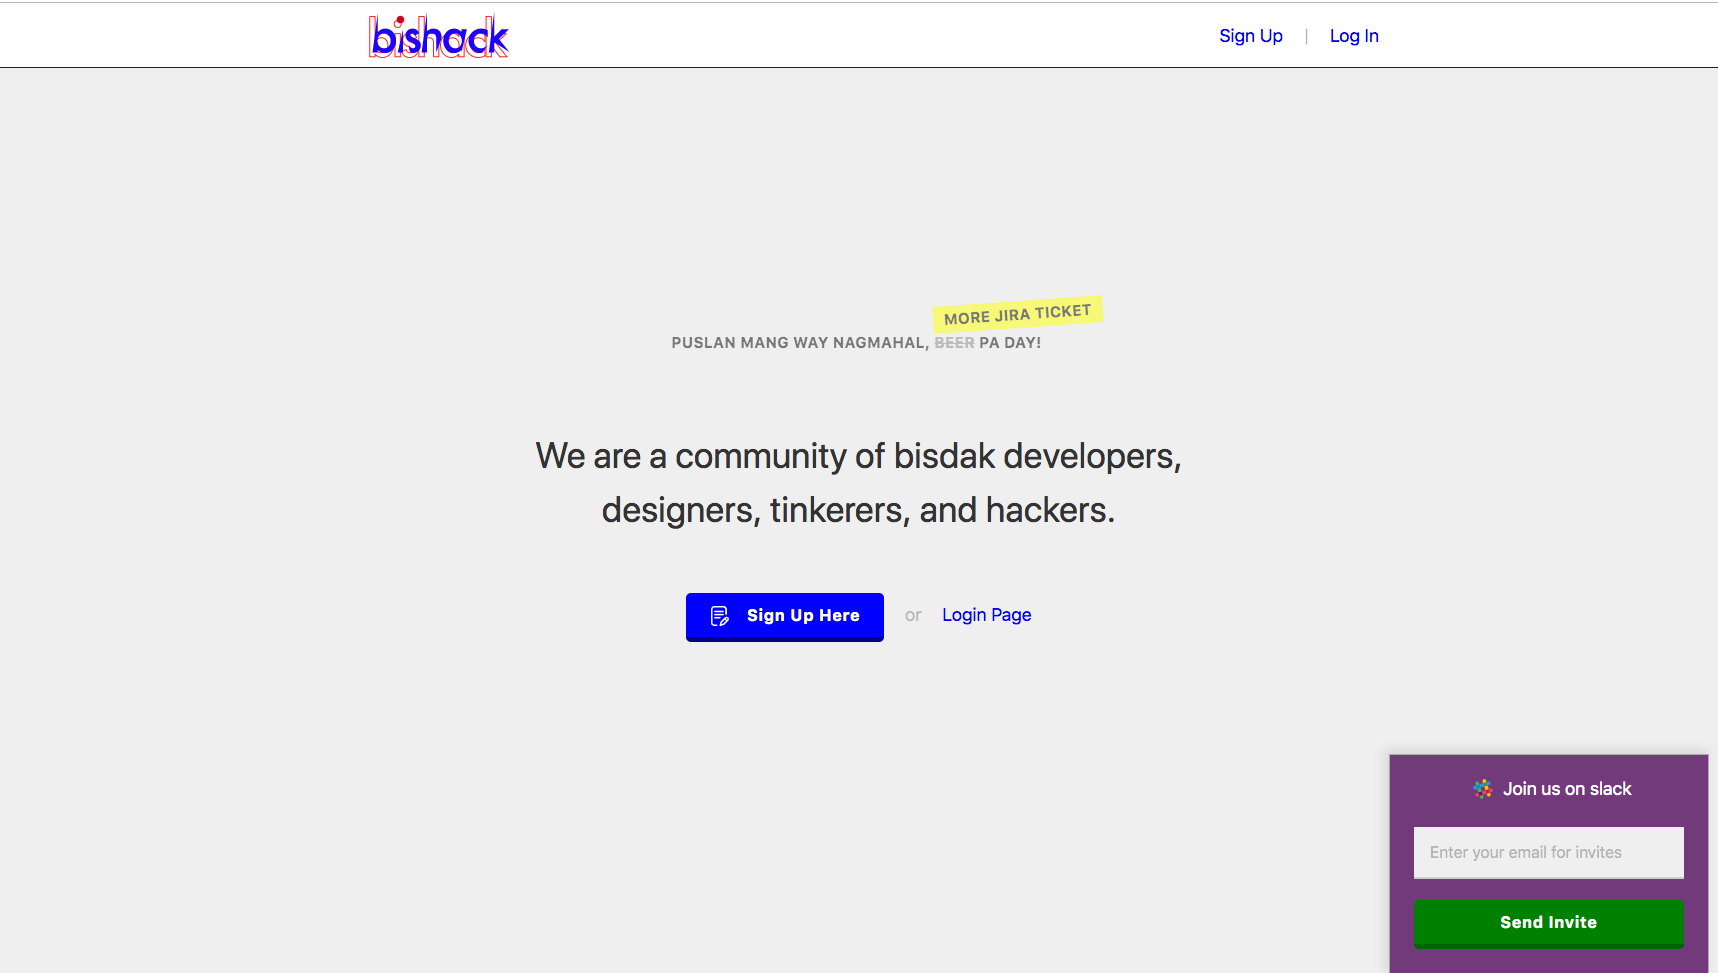 bishack
Sign Up | Log In
MORE JIRA TICKET
PUSLAN MANG WAY NAGMAHAL, BEER PA DAY!
We are a community of bisdak developers,
designers, tinkerers, and hackers.
Sign Up Here or Login Page
Join us on slack
Enter your email for invites
Send Invite